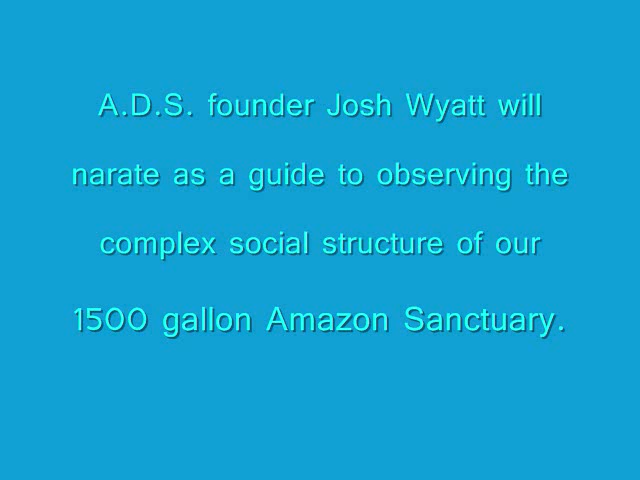 A.D.S. founder Josh Wyatt will
narate as a guide to observing the
complex social structure of our
1500 gallon Amazon Sanctuary.